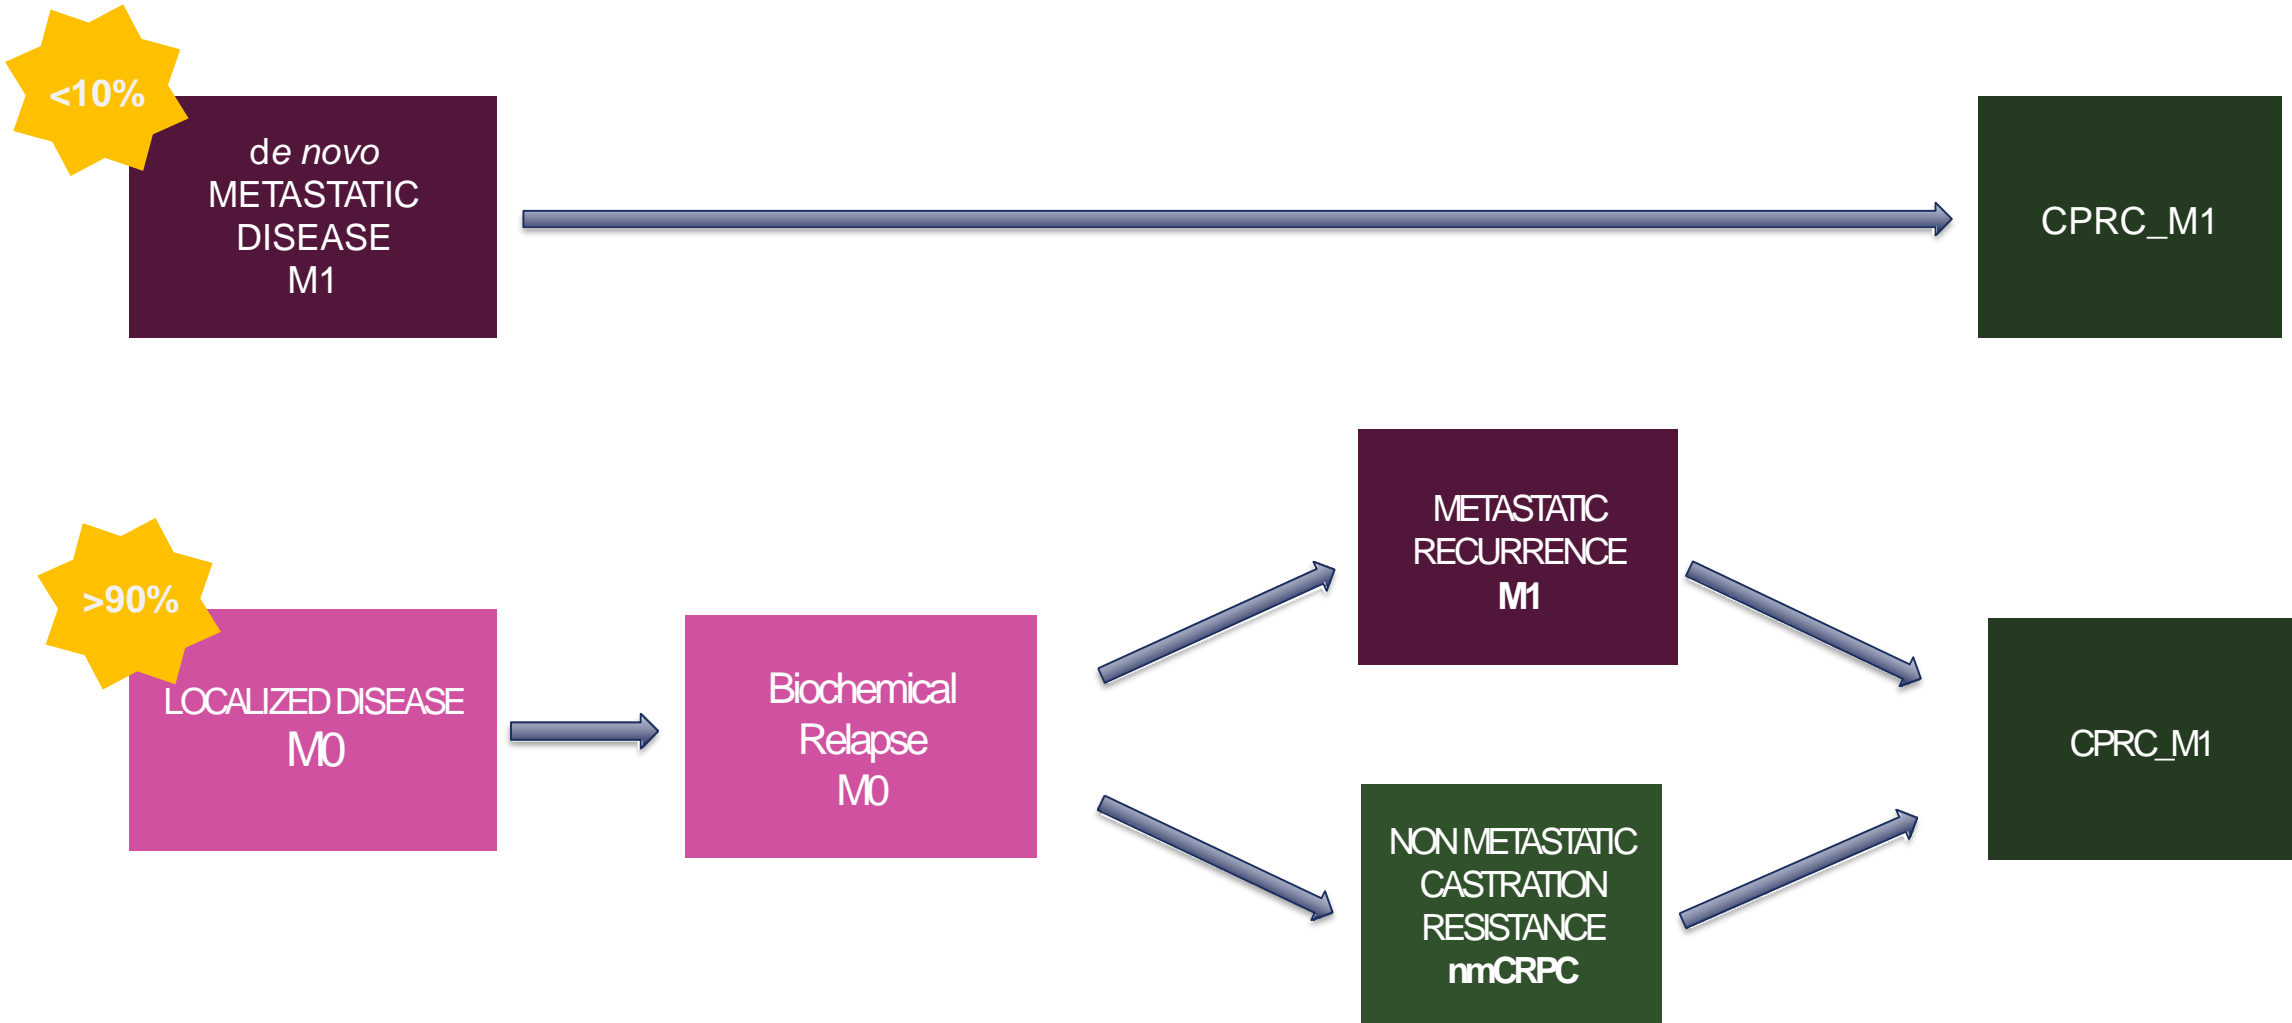 <10%
de novo
METASTATIC
DISEASE
M1
CPRC_M1
METASTATIC
RECURRENCE
M1
>90%
LOCALIZED DISEASE
M0
Biochemical
Relapse
M0
CPRC_M1
NON METASTATIC
CASTRATION
RESISTANCE
nmCRPC